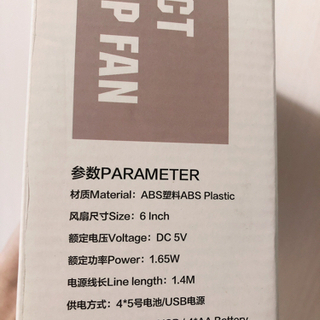 CT
P FAN
参数PARAMETER
材质Material：ABS塑料ABS Plastic
风扇尺寸Size：6 Inch
额定电压Voltage：DC 5V
额定功率Power：1.65W
电源线长Line length：1.4M
供电方式：4*5号电池/USB电源
Battery